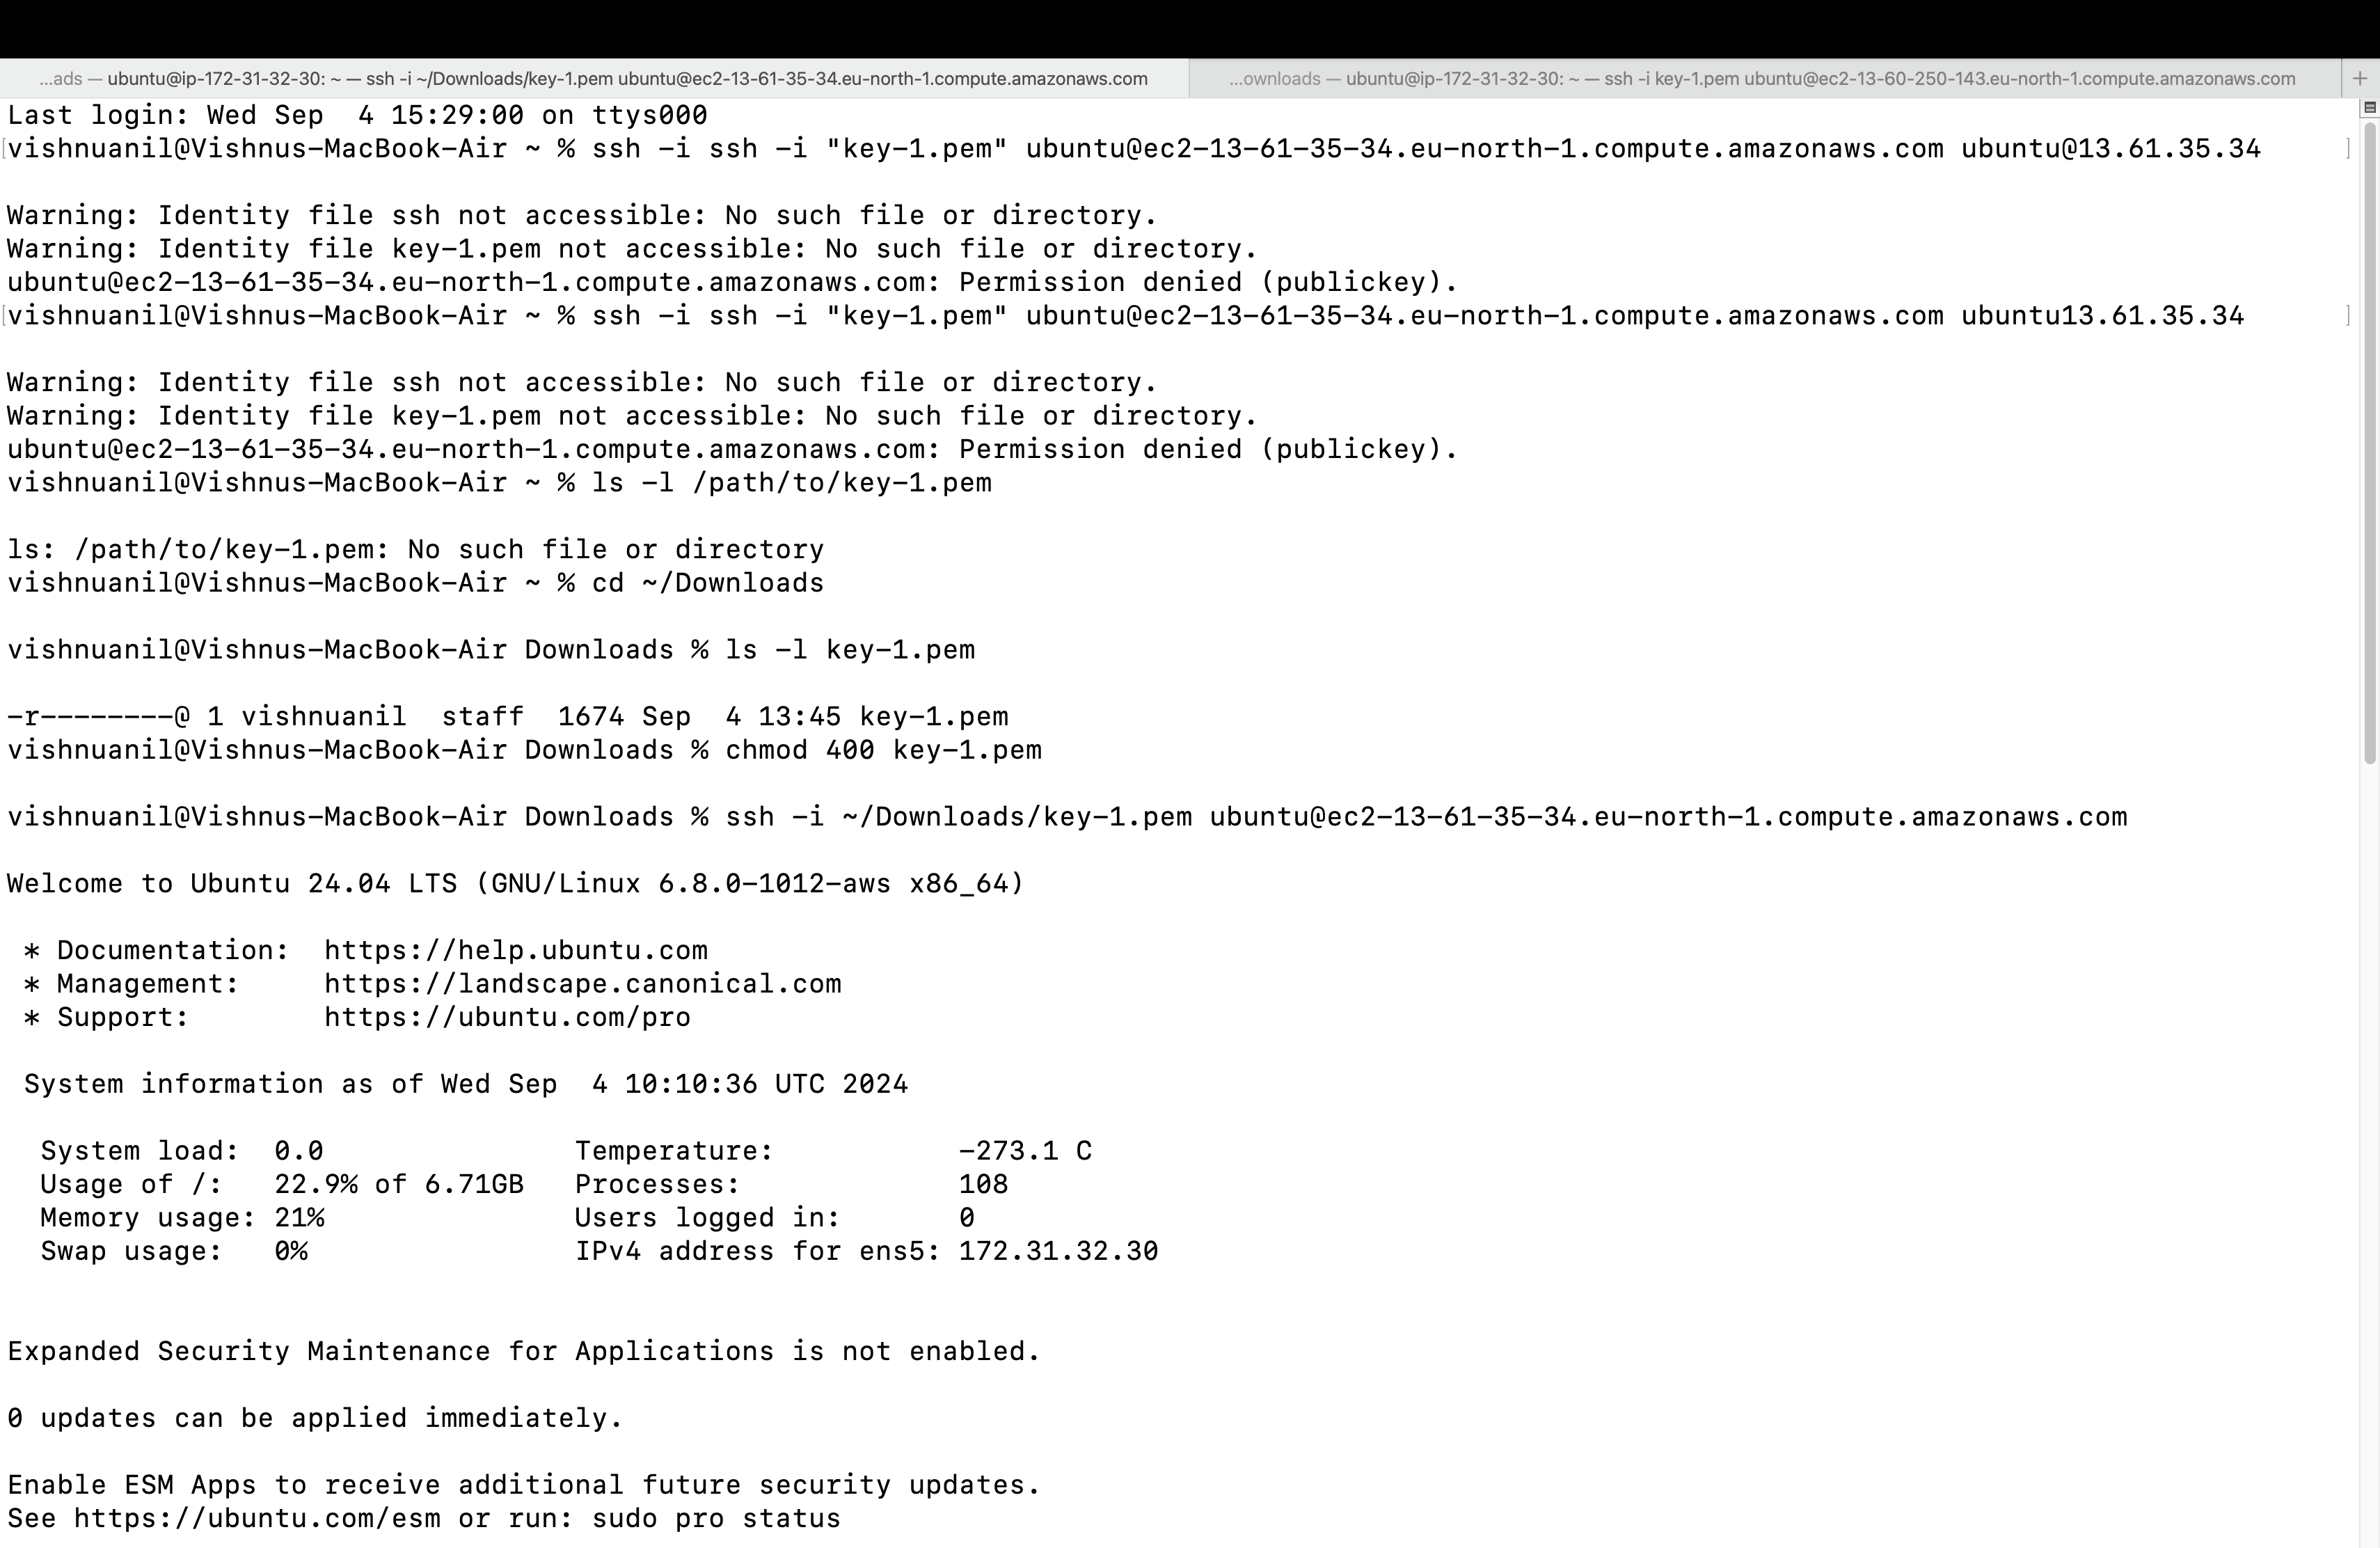 ...ads — ubuntu@ip-172-31-32-30: ~ — ssh -i ~/Downloads/key-1.pem ubuntu@ec2-13-61-35-34.eu-north-1.compute.amazonaws.com
...ownloads — ubuntu@ip-172-31-32-30: ~ — ssh -i key-1.pem ubuntu@ec2-13-60-250-143.eu-north-1.compute.amazonaws.com
Last login: Wed Sep  4 15:29:00 on ttys000
[vishnuanil@Vishnus-MacBook-Air ~ % ssh -i ssh -i "key-1.pem" ubuntu@ec2-13-61-35-34.eu-north-1.compute.amazonaws.com ubuntu@13.61.35.34 ]
Warning: Identity file ssh not accessible: No such file or directory.
Warning: Identity file key-1.pem not accessible: No such file or directory.
ubuntu@ec2-13-61-35-34.eu-north-1.compute.amazonaws.com: Permission denied (publickey).
[vishnuanil@Vishnus-MacBook-Air ~ % ssh -i ssh -i "key-1.pem" ubuntu@ec2-13-61-35-34.eu-north-1.compute.amazonaws.com ubuntu13.61.35.34 ]
Warning: Identity file ssh not accessible: No such file or directory.
Warning: Identity file key-1.pem not accessible: No such file or directory.
ubuntu@ec2-13-61-35-34.eu-north-1.compute.amazonaws.com: Permission denied (publickey).
vishnuanil@Vishnus-MacBook-Air ~ % ls -l /path/to/key-1.pem
ls: /path/to/key-1.pem: No such file or directory
vishnuanil@Vishnus-MacBook-Air ~ % cd ~/Downloads
vishnuanil@Vishnus-MacBook-Air Downloads % ls -l key-1.pem
-r--------@ 1 vishnuanil  staff  1674 Sep  4 13:45 key-1.pem
vishnuanil@Vishnus-MacBook-Air Downloads % chmod 400 key-1.pem
vishnuanil@Vishnus-MacBook-Air Downloads % ssh -i ~/Downloads/key-1.pem ubuntu@ec2-13-61-35-34.eu-north-1.compute.amazonaws.com
Welcome to Ubuntu 24.04 LTS (GNU/Linux 6.8.0-1012-aws x86_64)
 * Documentation:  https://help.ubuntu.com
 * Management:     https://landscape.canonical.com
 * Support:        https://ubuntu.com/pro
 System information as of Wed Sep  4 10:10:36 UTC 2024
  System load:  0.0               Temperature:           -273.1 C
  Usage of /:   22.9% of 6.71GB   Processes:             108
  Memory usage: 21%               Users logged in:       0
  Swap usage:   0%                IPv4 address for ens5: 172.31.32.30
Expanded Security Maintenance for Applications is not enabled.
0 updates can be applied immediately.
Enable ESM Apps to receive additional future security updates.
See https://ubuntu.com/esm or run: sudo pro status